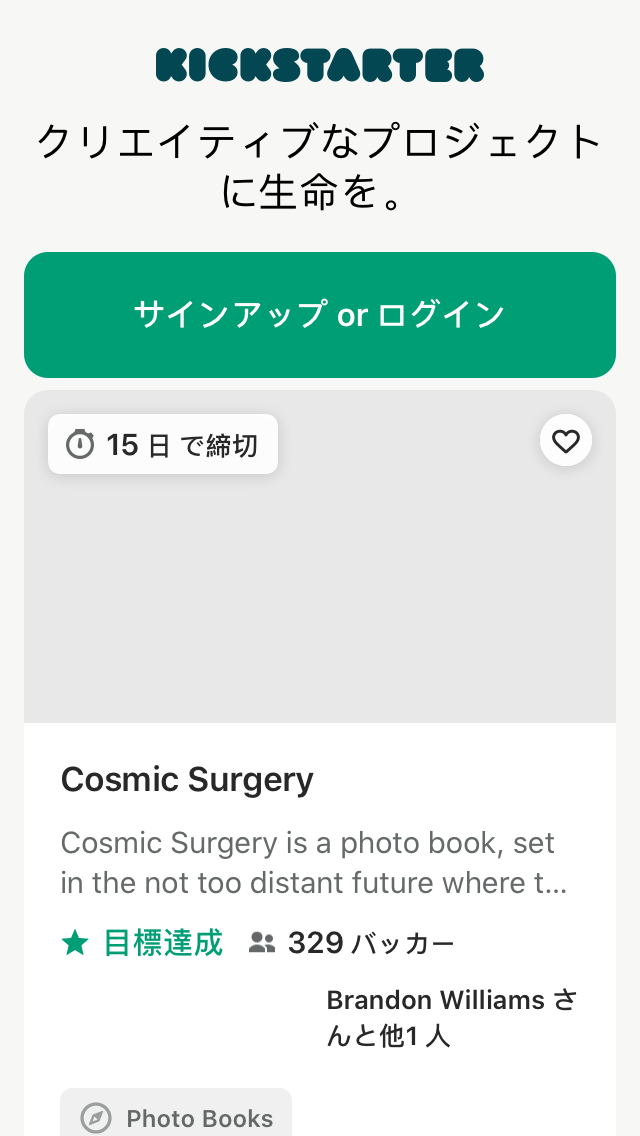 KICKSTARTER
クリエイティブなプロジェクト
に生命を。
サインアップ or ログイン
15 日 で締切
Cosmic Surgery
Cosmic Surgery is a photo book, set
in the not too distant future where t…
目標達成 329 バッカー
Brandon Williams さ
んと他1 人
Photo Books